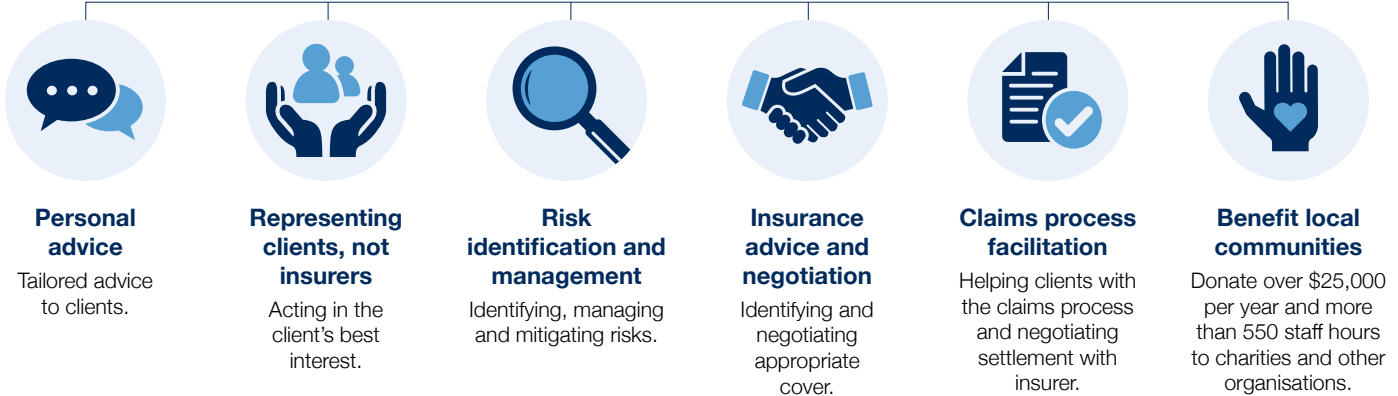 Personal
advice
Tailored advice
to clients.
Representing
clients, not
insurers
Acting in the
client’s best
interest.
Risk
identification and
management
Identifying, managing
and mitigating risks.
Insurance
advice and
negotiation
Identifying and
negotiating
appropriate
cover.
Claims process
facilitation
Helping clients with
the claims process
and negotiating
settlement with
insurer.
Benefit local
communities
Donate over $25,000
per year and more
than 550 staff hours
to charities and other
organisations.